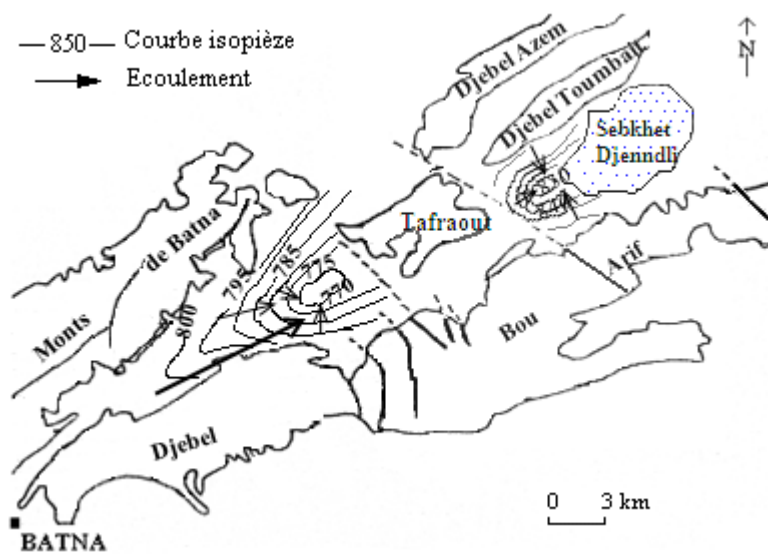 —850— Courbe isopièze
Ecoulement
N
Djebel Azem
Djebel Toumbait
Sebkhet
Djenndli
Tafraout
de Batna
Monts
795
785
775
770
800
Arif
Bou
Djebel
0 3 km
BATNA